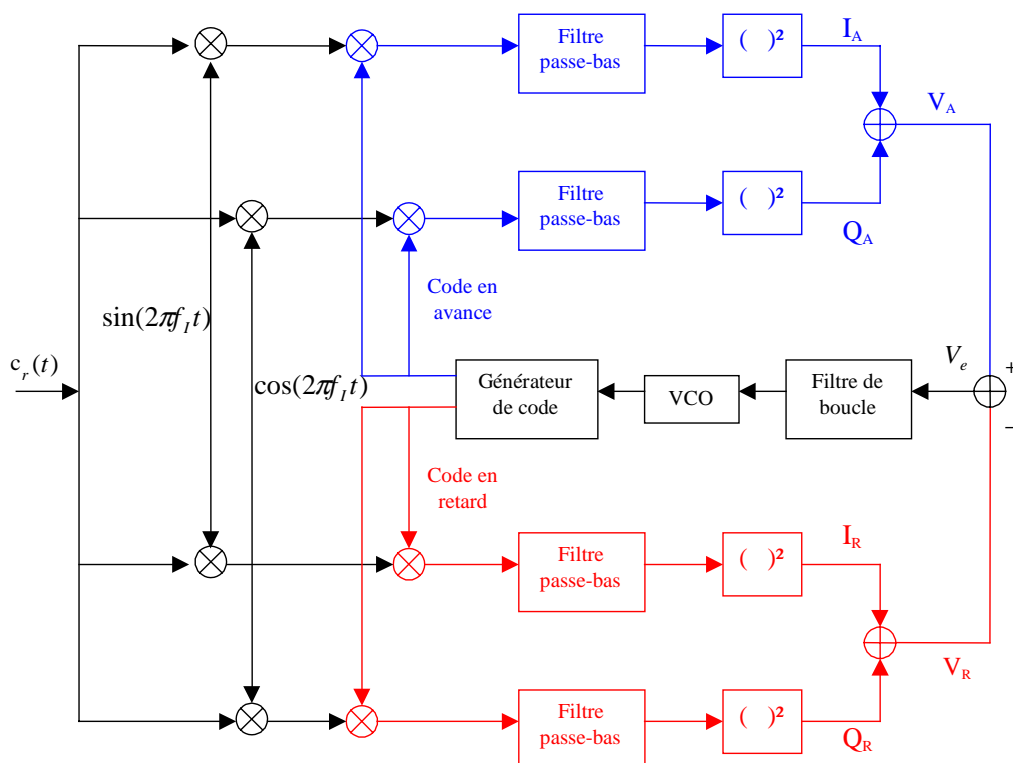 Filtre
passe-bas
( )²
I_A
V_A
Filtre
passe-bas
( )²
Q_A
Code en
avance
sin(2πf_I t)
c_r(t)
cos(2πf_I t)
Générateur
de code
VCO
Filtre de
boucle
V_e
+
−
Code en
retard
Filtre
passe-bas
( )²
I_R
V_R
Filtre
passe-bas
( )²
Q_R